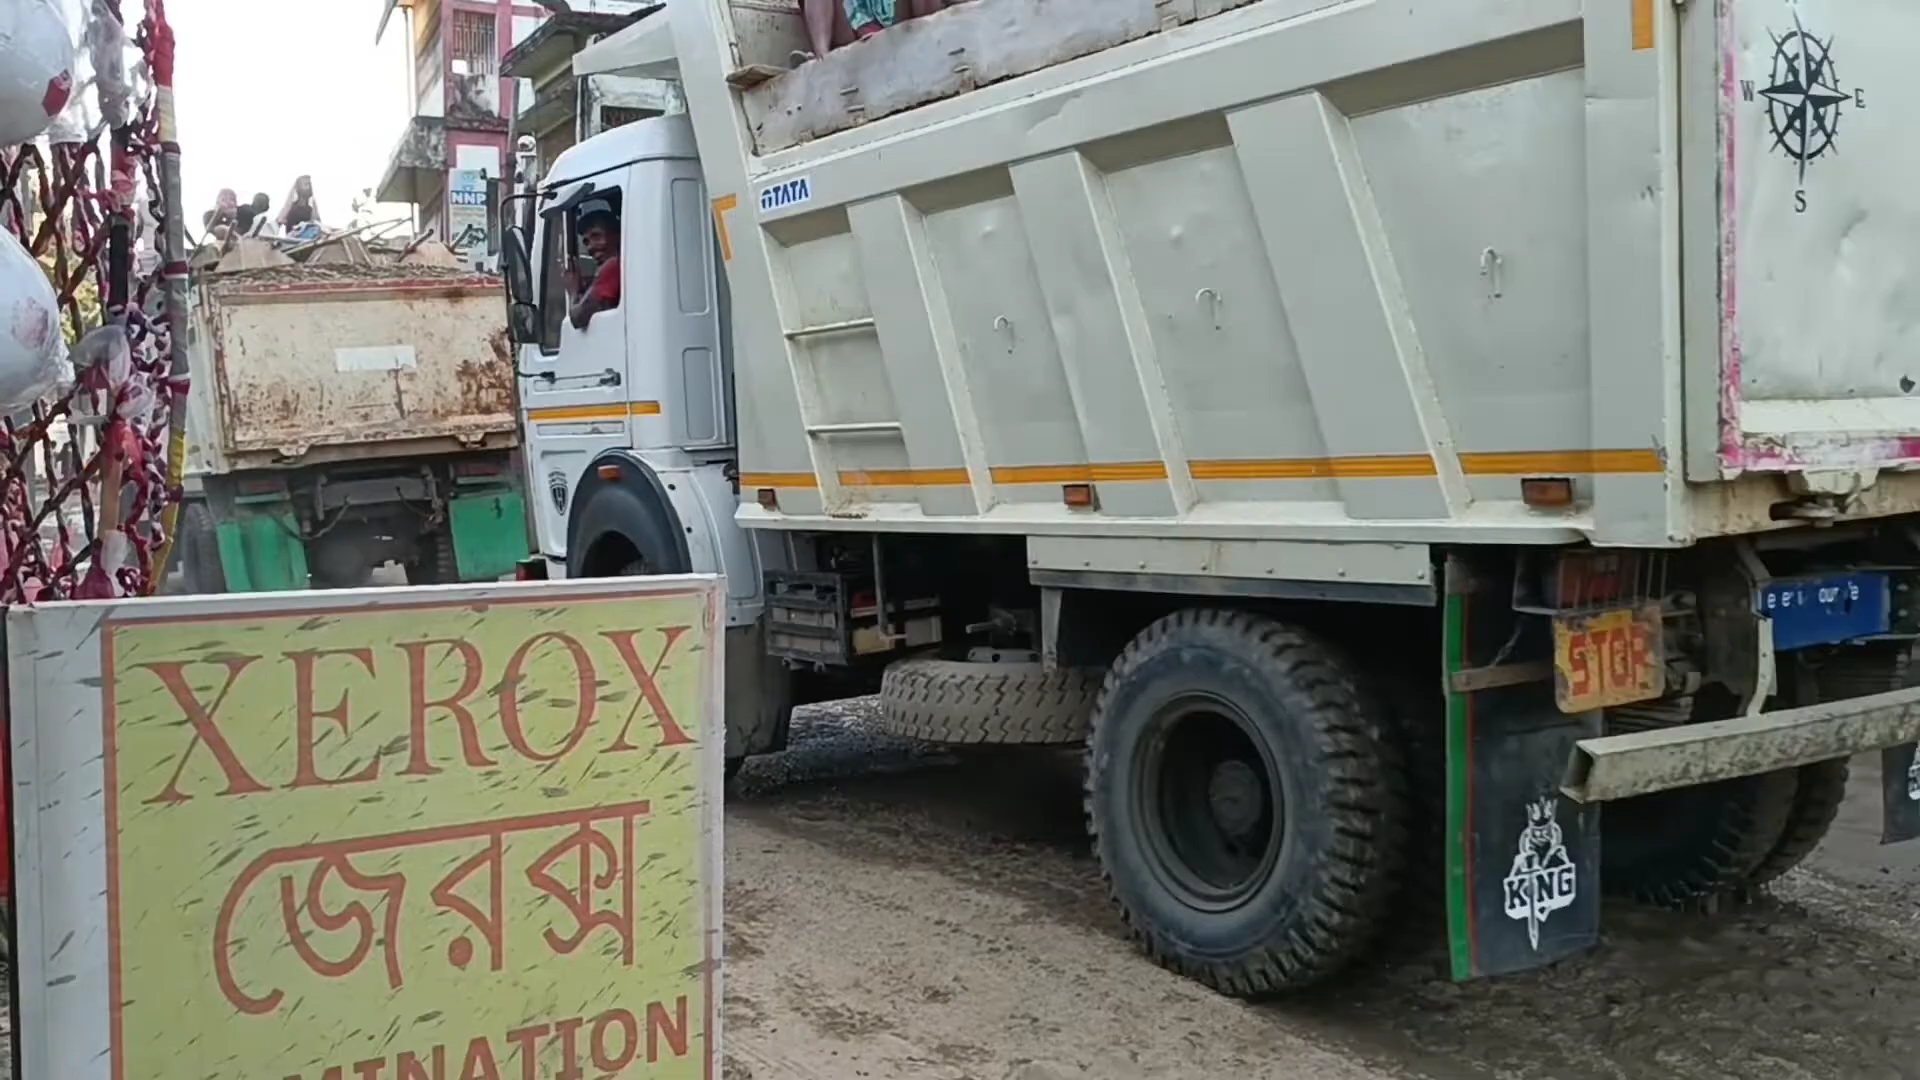 NNP
TATA
W E
S
STOP
KING
XEROX
জেরক্স
MINATION